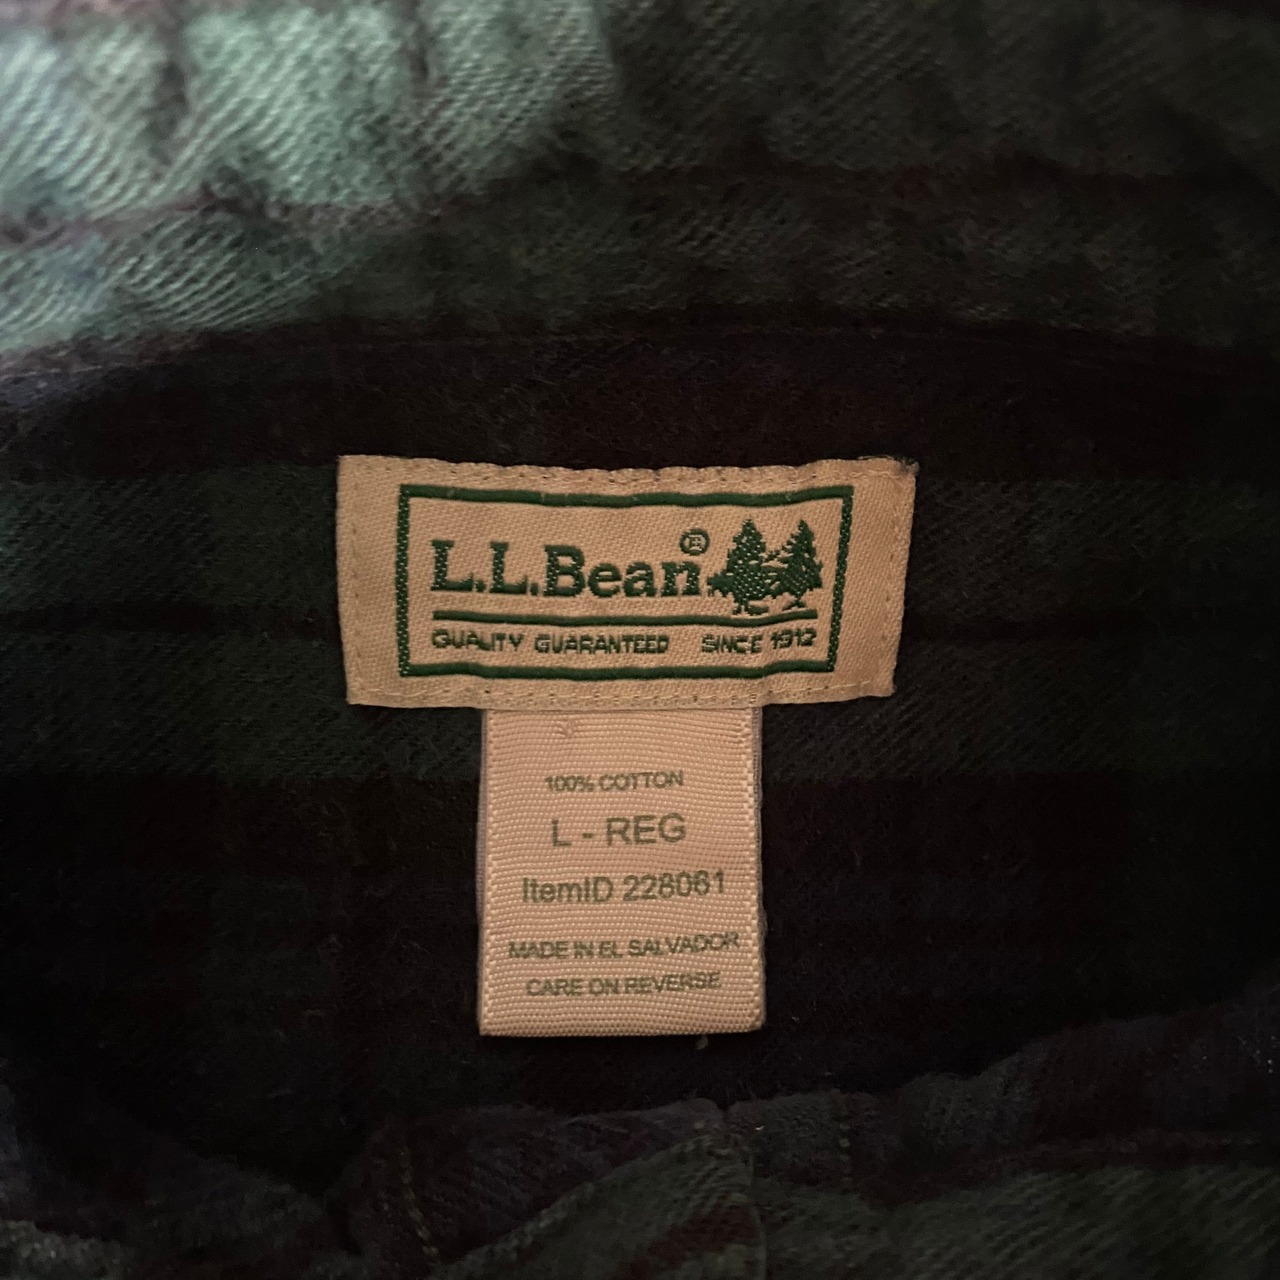 L.L.Bean®
QUALITY GUARANTEED SINCE 1912
100% COTTON
L - REG
ItemID 228061
MADE IN EL SALVADOR
CARE ON REVERSE